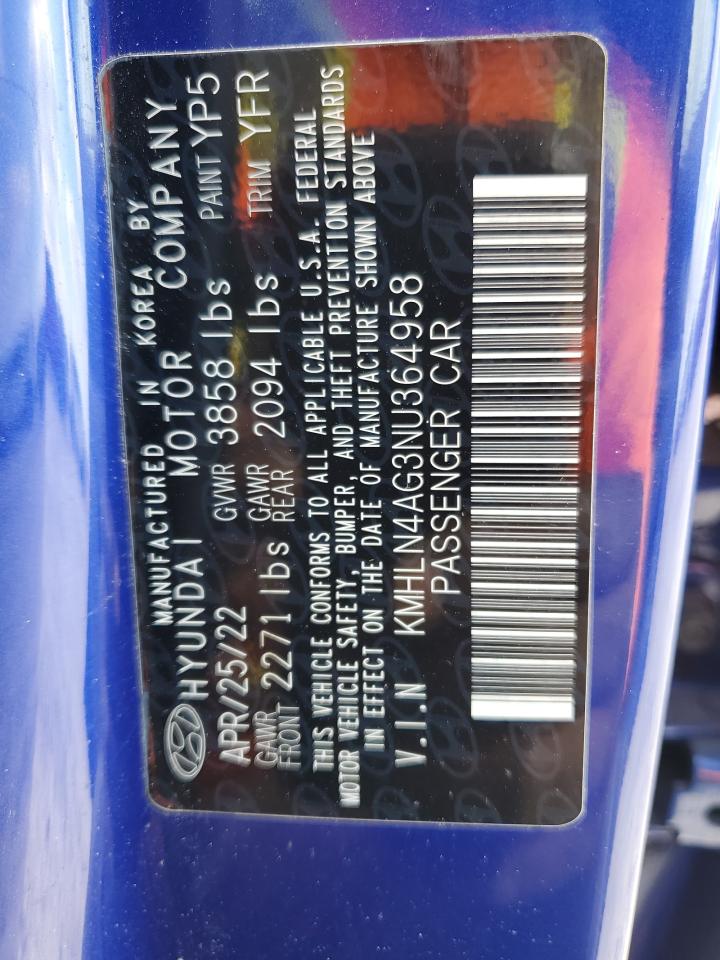 MANUFACTURED IN KOREA BY
HYUNDAI MOTOR COMPANY
APR/25/22 GVWR 3858 lbs PAINT YP5
GAWR FRONT 2271 lbs GAWR REAR 2094 lbs TRIM YFR
THIS VEHICLE CONFORMS TO ALL APPLICABLE U.S.A. FEDERAL
MOTOR VEHICLE SAFETY, BUMPER, AND THEFT PREVENTION STANDARDS
IN EFFECT ON THE DATE OF MANUFACTURE SHOWN ABOVE
V.I.N KMHLN4AG3NU364958
PASSENGER CAR